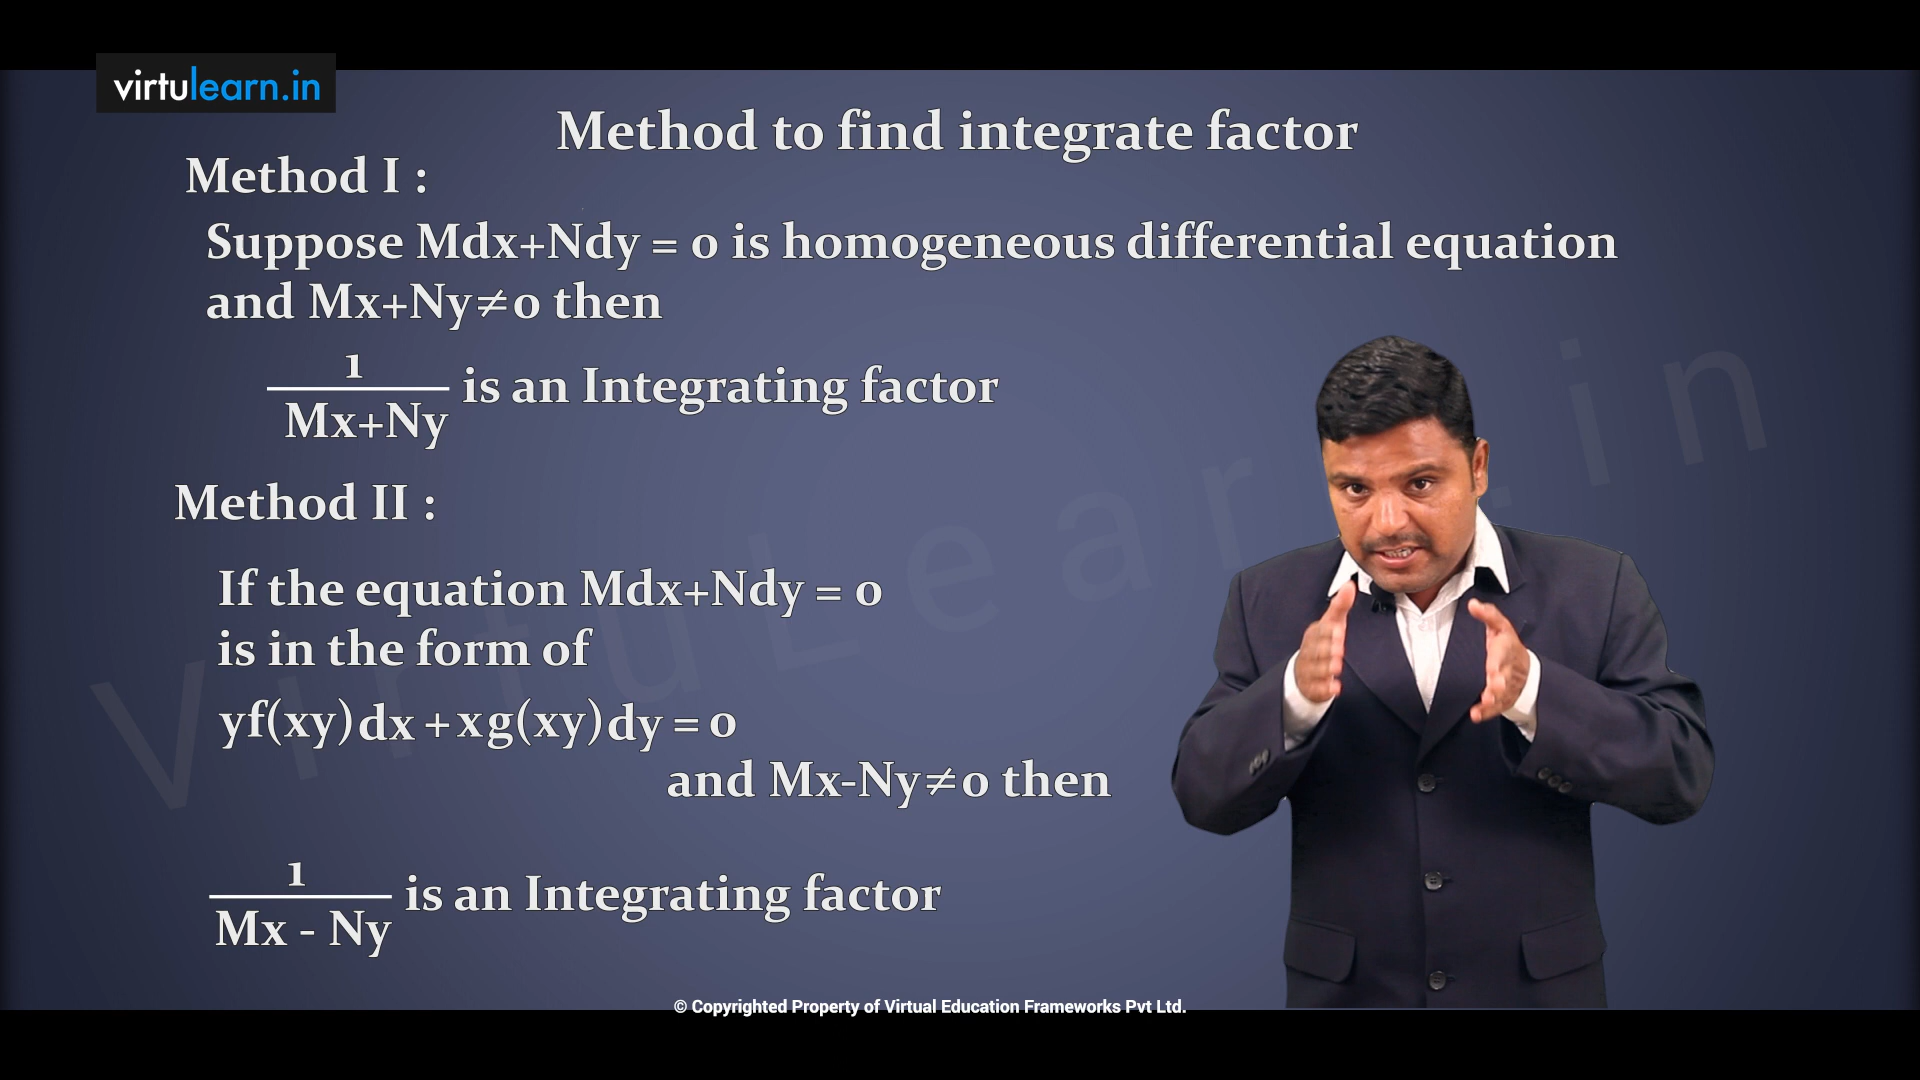 virtulearn.in
Method to find integrate factor
Method I :
Suppose Mdx+Ndy = 0 is homogeneous differential equation
and Mx+Ny≠0 then
1
Mx+Ny
is an Integrating factor
Method II :
If the equation Mdx+Ndy = 0
is in the form of
yf(xy)dx+xg(xy)dy=0
and Mx-Ny≠0 then
1
Mx - Ny
is an Integrating factor
VirtuLear .in
© Copyrighted Property of Virtual Education Frameworks Pvt Ltd.